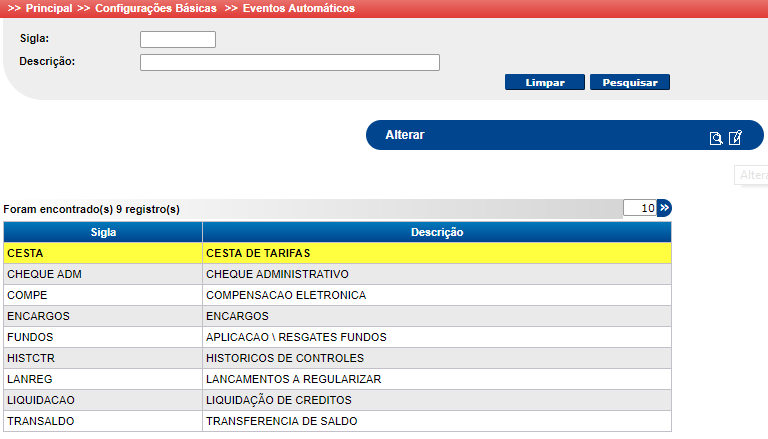 >> Principal >> Configurações Básicas >> Eventos Automáticos
Sigla:
Descrição:
Limpar Pesquisar
Alterar
Altera
Foram encontrado(s) 9 registro(s) 10
Sigla Descrição
CESTA CESTA DE TARIFAS
CHEQUE ADM CHEQUE ADMINISTRATIVO
COMPE COMPENSACAO ELETRONICA
ENCARGOS ENCARGOS
FUNDOS APLICACAO \ RESGATES FUNDOS
HISTCTR HISTORICOS DE CONTROLES
LANREG LANCAMENTOS A REGULARIZAR
LIQUIDACAO LIQUIDAÇÃO DE CREDITOS
TRANSALDO TRANSFERENCIA DE SALDO